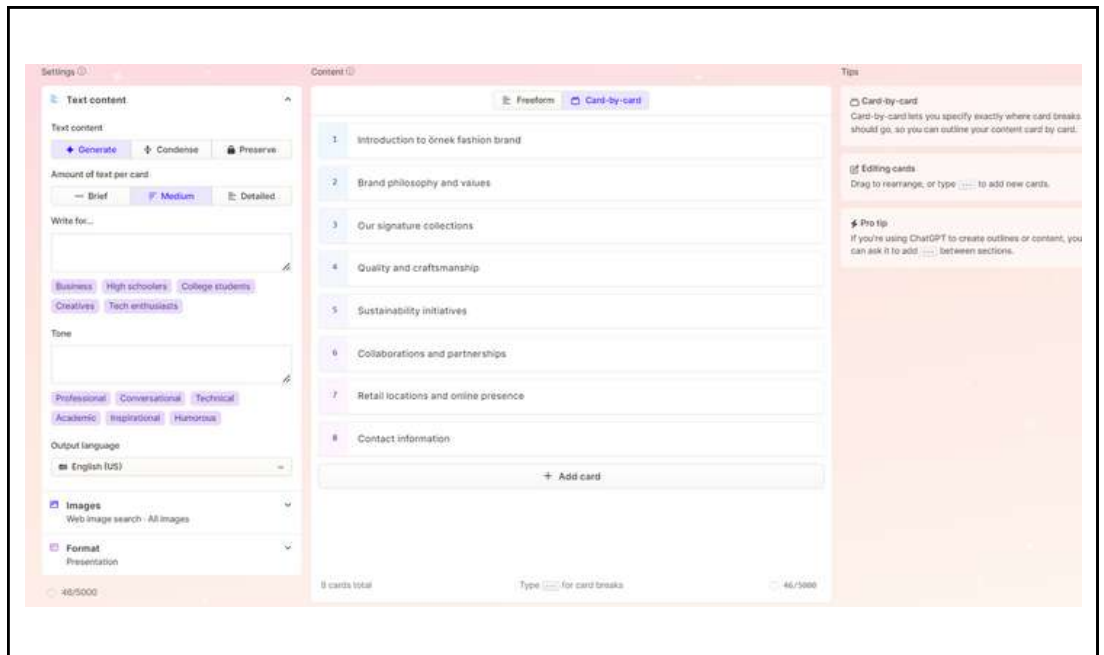 Settings
Text content
Text content
Generate Condense Preserve
Amount of text per card
Brief Medium Detailed
Write for...
Business High schoolers College students
Creatives Tech enthusiasts
Tone
Professional Conversational Technical
Academic Inspirational Humorous
Output language
English (US)
Images
Web image search · All images
Format
Presentation
46/5000
Content
Freeform Card-by-card
1 Introduction to örnek fashion brand
2 Brand philosophy and values
3 Our signature collections
4 Quality and craftsmanship
5 Sustainability initiatives
6 Collaborations and partnerships
7 Retail locations and online presence
8 Contact information
+ Add card
8 cards total Type --- for card breaks 46/5000
Tips
Card-by-card
Card-by-card lets you specify exactly where card breaks
should go, so you can outline your content card by card.
Editing cards
Drag to rearrange, or type --- to add new cards.
Pro tip
If you're using ChatGPT to create outlines or content, you
can ask it to add --- between sections.